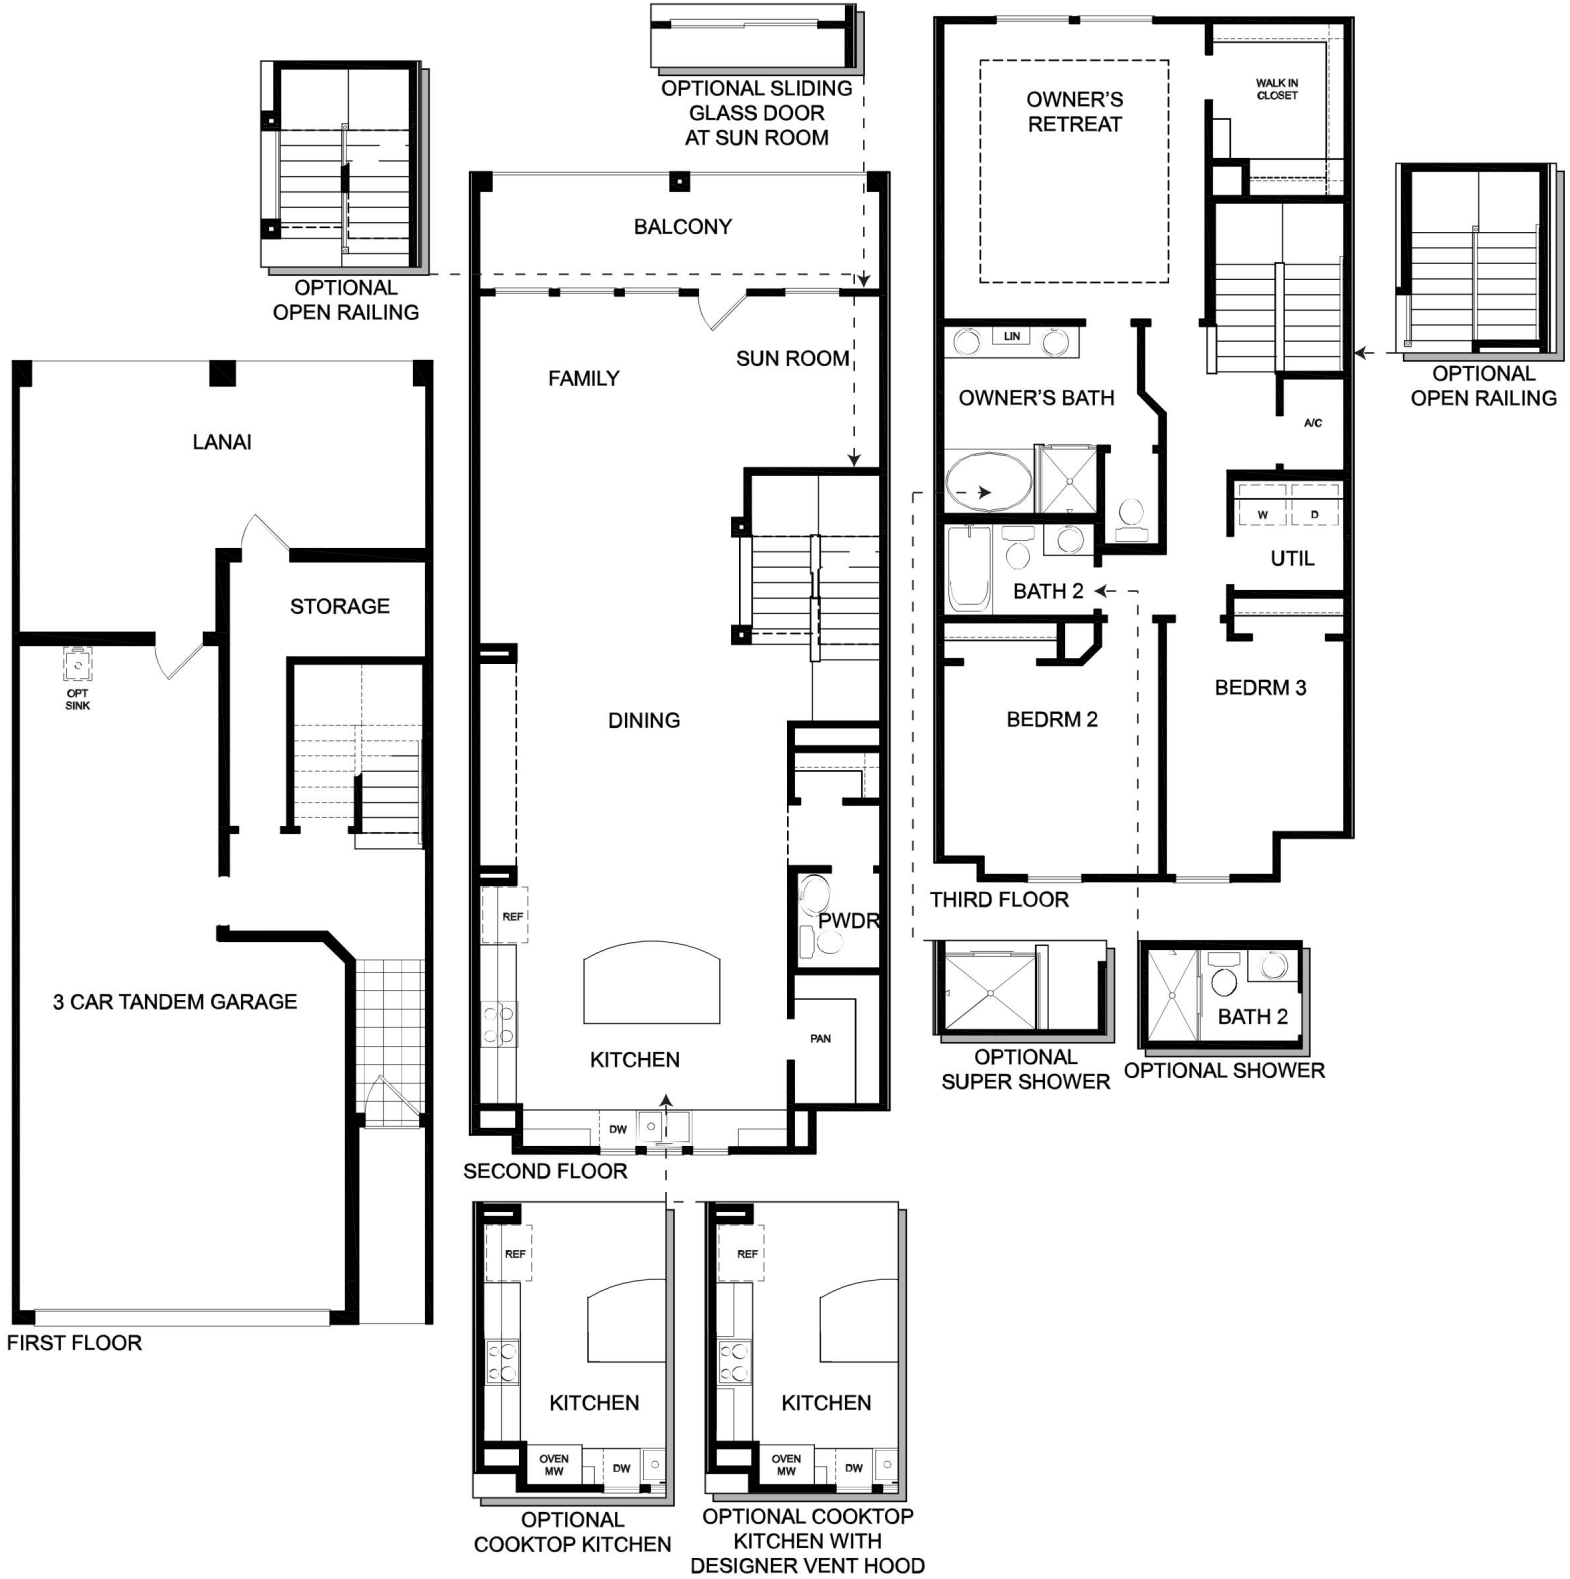 OPTIONAL SLIDING
GLASS DOOR
AT SUN ROOM
OPTIONAL
OPEN RAILING
LANAI
STORAGE
OPT
SINK
3 CAR TANDEM GARAGE
FIRST FLOOR
BALCONY
FAMILY
SUN ROOM
DINING
REF
PWDR
KITCHEN
PAN
DW
SECOND FLOOR
REF
KITCHEN
OVEN
MW
DW
OPTIONAL
COOKTOP KITCHEN
REF
KITCHEN
OVEN
MW
DW
OPTIONAL COOKTOP
KITCHEN WITH
DESIGNER VENT HOOD
OWNER'S
RETREAT
WALK IN
CLOSET
LIN
OWNER'S BATH
A/C
W
D
UTIL
BATH 2
BEDRM 2
BEDRM 3
THIRD FLOOR
OPTIONAL
OPEN RAILING
OPTIONAL
SUPER SHOWER
BATH 2
OPTIONAL SHOWER